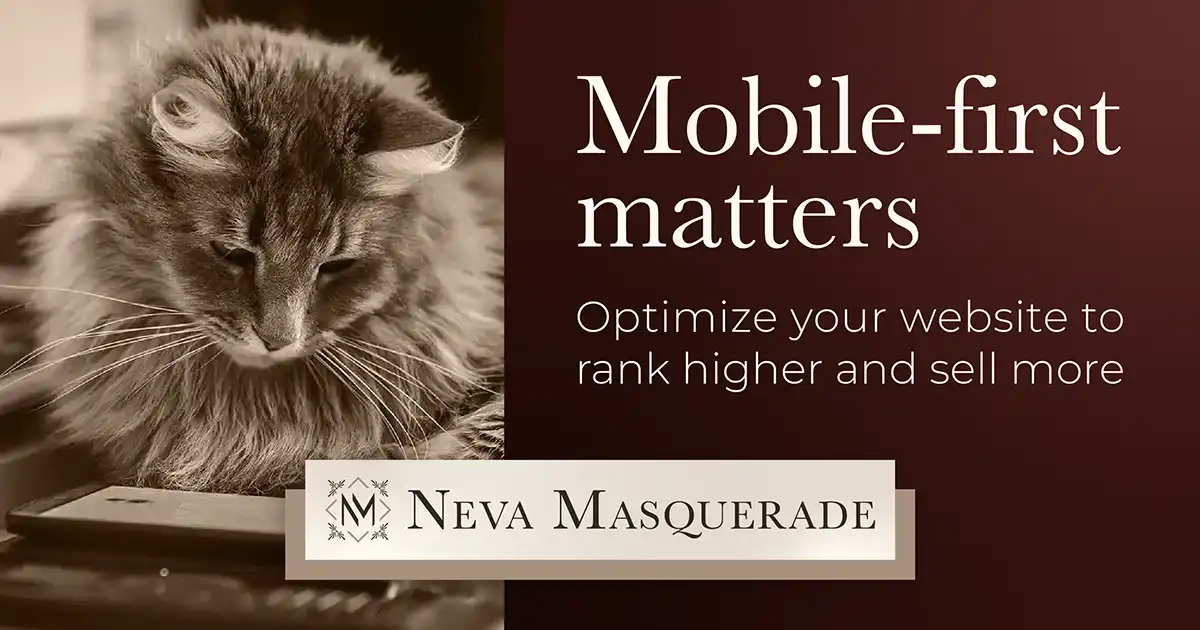 Mobile-first
matters
Optimize your website to
rank higher and sell more
NM NEVA MASQUERADE